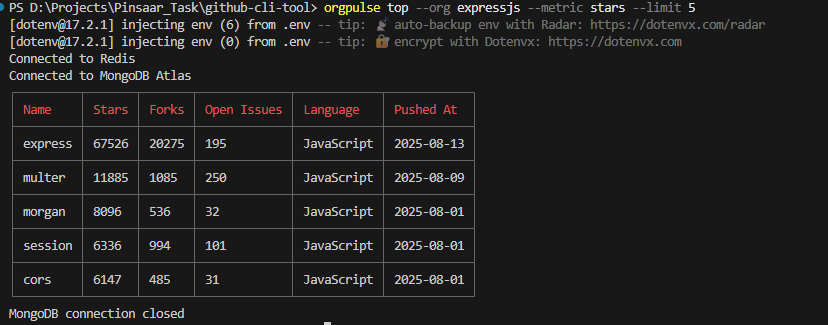 PS D:\Projects\Pinsaar_Task\github-cli-tool> orgpulse top --org expressjs --metric stars --limit 5
[dotenv@17.2.1] injecting env (6) from .env -- tip: 📡 auto-backup env with Radar: https://dotenvx.com/radar
[dotenv@17.2.1] injecting env (0) from .env -- tip: 🔐 encrypt with Dotenvx: https://dotenvx.com
Connected to Redis
Connected to MongoDB Atlas
Name Stars Forks Open Issues Language Pushed At
express 67526 20275 195 JavaScript 2025-08-13
multer 11885 1085 250 JavaScript 2025-08-09
morgan 8096 536 32 JavaScript 2025-08-01
session 6336 994 101 JavaScript 2025-08-01
cors 6147 485 31 JavaScript 2025-08-01
MongoDB connection closed